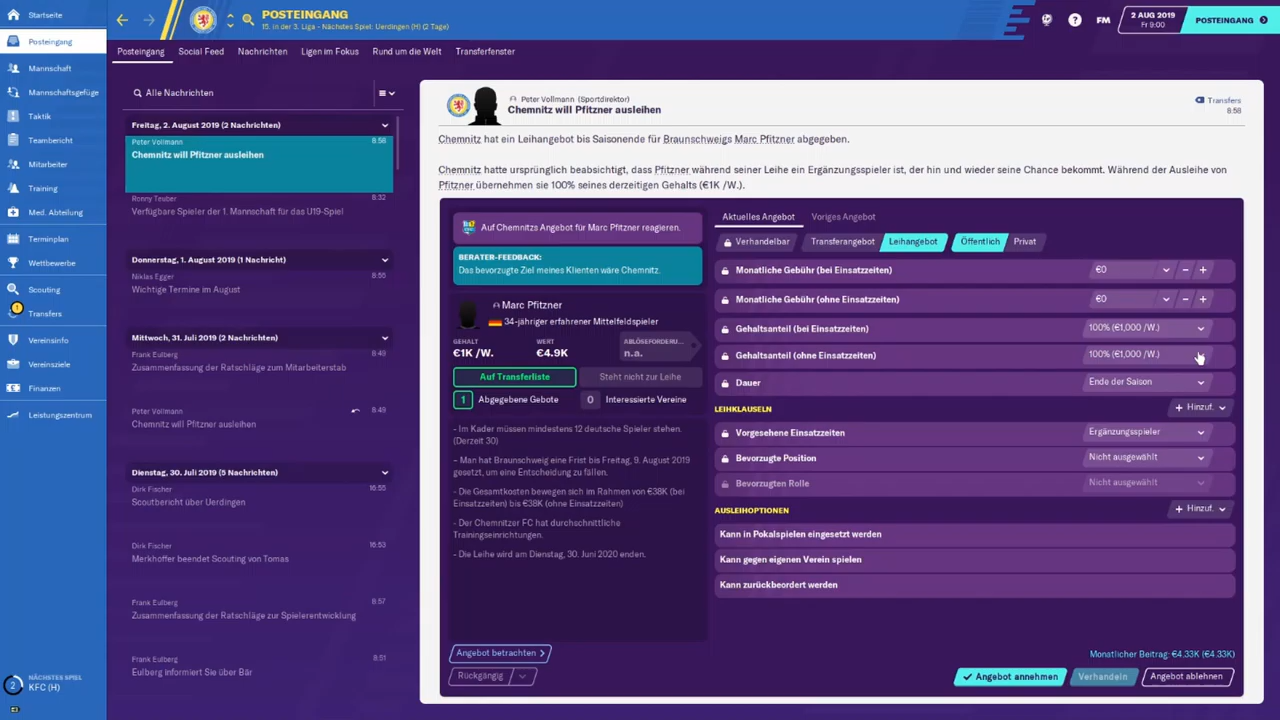 Startseite
Posteingang
Mannschaft
Mannschaftsgefüge
Taktik
Teambericht
Mitarbeiter
Training
Med. Abteilung
Terminplan
Wettbewerbe
Scouting
1
Transfers
Vereinsinfo
Vereinsziele
Finanzen
Leistungszentrum
2
NÄCHSTES SPIEL
KFC (H)
POSTEINGANG
15. in der 3. Liga - Nächstes Spiel: Uerdingen (H) (2 Tage)
FM
2 AUG 2019
Fr 9:00
POSTEINGANG
Posteingang Social Feed Nachrichten Ligen im Fokus Rund um die Welt Transferfenster
Alle Nachrichten
Freitag, 2. August 2019 (2 Nachrichten)
Peter Vollmann 8:58
Chemnitz will Pfitzner ausleihen
Ronny Teuber 8:32
Verfügbare Spieler der 1. Mannschaft für das U19-Spiel
Donnerstag, 1. August 2019 (1 Nachricht)
Niklas Egger 8:55
Wichtige Termine im August
Mittwoch, 31. Juli 2019 (2 Nachrichten)
Frank Eulberg 8:49
Zusammenfassung der Ratschläge zum Mitarbeiterstab
Peter Vollmann 8:49
Chemnitz will Pfitzner ausleihen
Dienstag, 30. Juli 2019 (5 Nachrichten)
Dirk Fischer 16:55
Scoutbericht über Uerdingen
Dirk Fischer 16:53
Merkhoffer beendet Scouting von Tomas
Frank Eulberg 8:57
Zusammenfassung der Ratschläge zur Spielerentwicklung
Frank Eulberg 8:51
Eulberg informiert Sie über Bär
Peter Vollmann (Sportdirektor)
Chemnitz will Pfitzner ausleihen
Transfers
8:58
Chemnitz hat ein Leihangebot bis Saisonende für Braunschweigs Marc Pfitzner abgegeben.
Chemnitz hatte ursprünglich beabsichtigt, dass Pfitzner während seiner Leihe ein Ergänzungsspieler ist, der hin und wieder seine Chance bekommt. Während der Ausleihe von
Pfitzner übernehmen sie 100% seines derzeitigen Gehalts (€1K /W.).
Auf Chemnitzs Angebot für Marc Pfitzner reagieren.
BERATER-FEEDBACK:
Das bevorzugte Ziel meines Klienten wäre Chemnitz.
Marc Pfitzner
34-jähriger erfahrener Mittelfeldspieler
GEHALT
€1K /W.
WERT
€4.9K
ABLÖSEFORDERU...
n.a.
Auf Transferliste Steht nicht zur Leihe
1 Abgegebene Gebote 0 Interessierte Vereine
- Im Kader müssen mindestens 12 deutsche Spieler stehen.
(Derzeit 30)
- Man hat Braunschweig eine Frist bis Freitag, 9. August 2019
gesetzt, um eine Entscheidung zu fällen.
- Die Gesamtkosten bewegen sich im Rahmen von €38K (bei
Einsatzzeiten) bis €38K (ohne Einsatzzeiten)
- Der Chemnitzer FC hat durchschnittliche
Trainingseinrichtungen.
- Die Leihe wird am Dienstag, 30. Juni 2020 enden.
Angebot betrachten
Rückgängig
Aktuelles Angebot Voriges Angebot
Verhandelbar Transferangebot Leihangebot Öffentlich Privat
Monatliche Gebühr (bei Einsatzzeiten) €0 - +
Monatliche Gebühr (ohne Einsatzzeiten) €0 - +
Gehaltsanteil (bei Einsatzzeiten) 100% (€1,000 /W.)
Gehaltsanteil (ohne Einsatzzeiten) 100% (€1,000 /W.)
Dauer Ende der Saison
LEIHKLAUSELN + Hinzuf.
Vorgesehene Einsatzzeiten Ergänzungsspieler
Bevorzugte Position Nicht ausgewählt
Bevorzugten Rolle Nicht ausgewählt
AUSLEIHOPTIONEN + Hinzuf.
Kann in Pokalspielen eingesetzt werden
Kann gegen eigenen Verein spielen
Kann zurückbeordert werden
Monatlicher Beitrag: €4.33K (€4.33K)
Angebot annehmen Verhandeln Angebot ablehnen